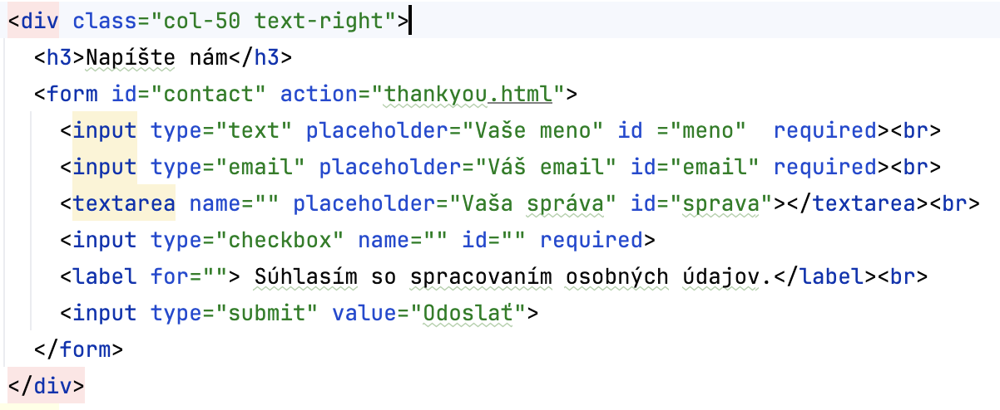 <div class="col-50 text-right">
<h3>Napíšte nám</h3>
<form id="contact" action="thankyou.html">
<input type="text" placeholder="Vaše meno" id ="meno"  required><br>
<input type="email" placeholder="Váš email" id="email" required><br>
<textarea name="" placeholder="Vaša správa" id="sprava"></textarea><br>
<input type="checkbox" name="" id="" required>
<label for=""> Súhlasím so spracovaním osobných údajov.</label><br>
<input type="submit" value="Odoslať">
</form>
</div>